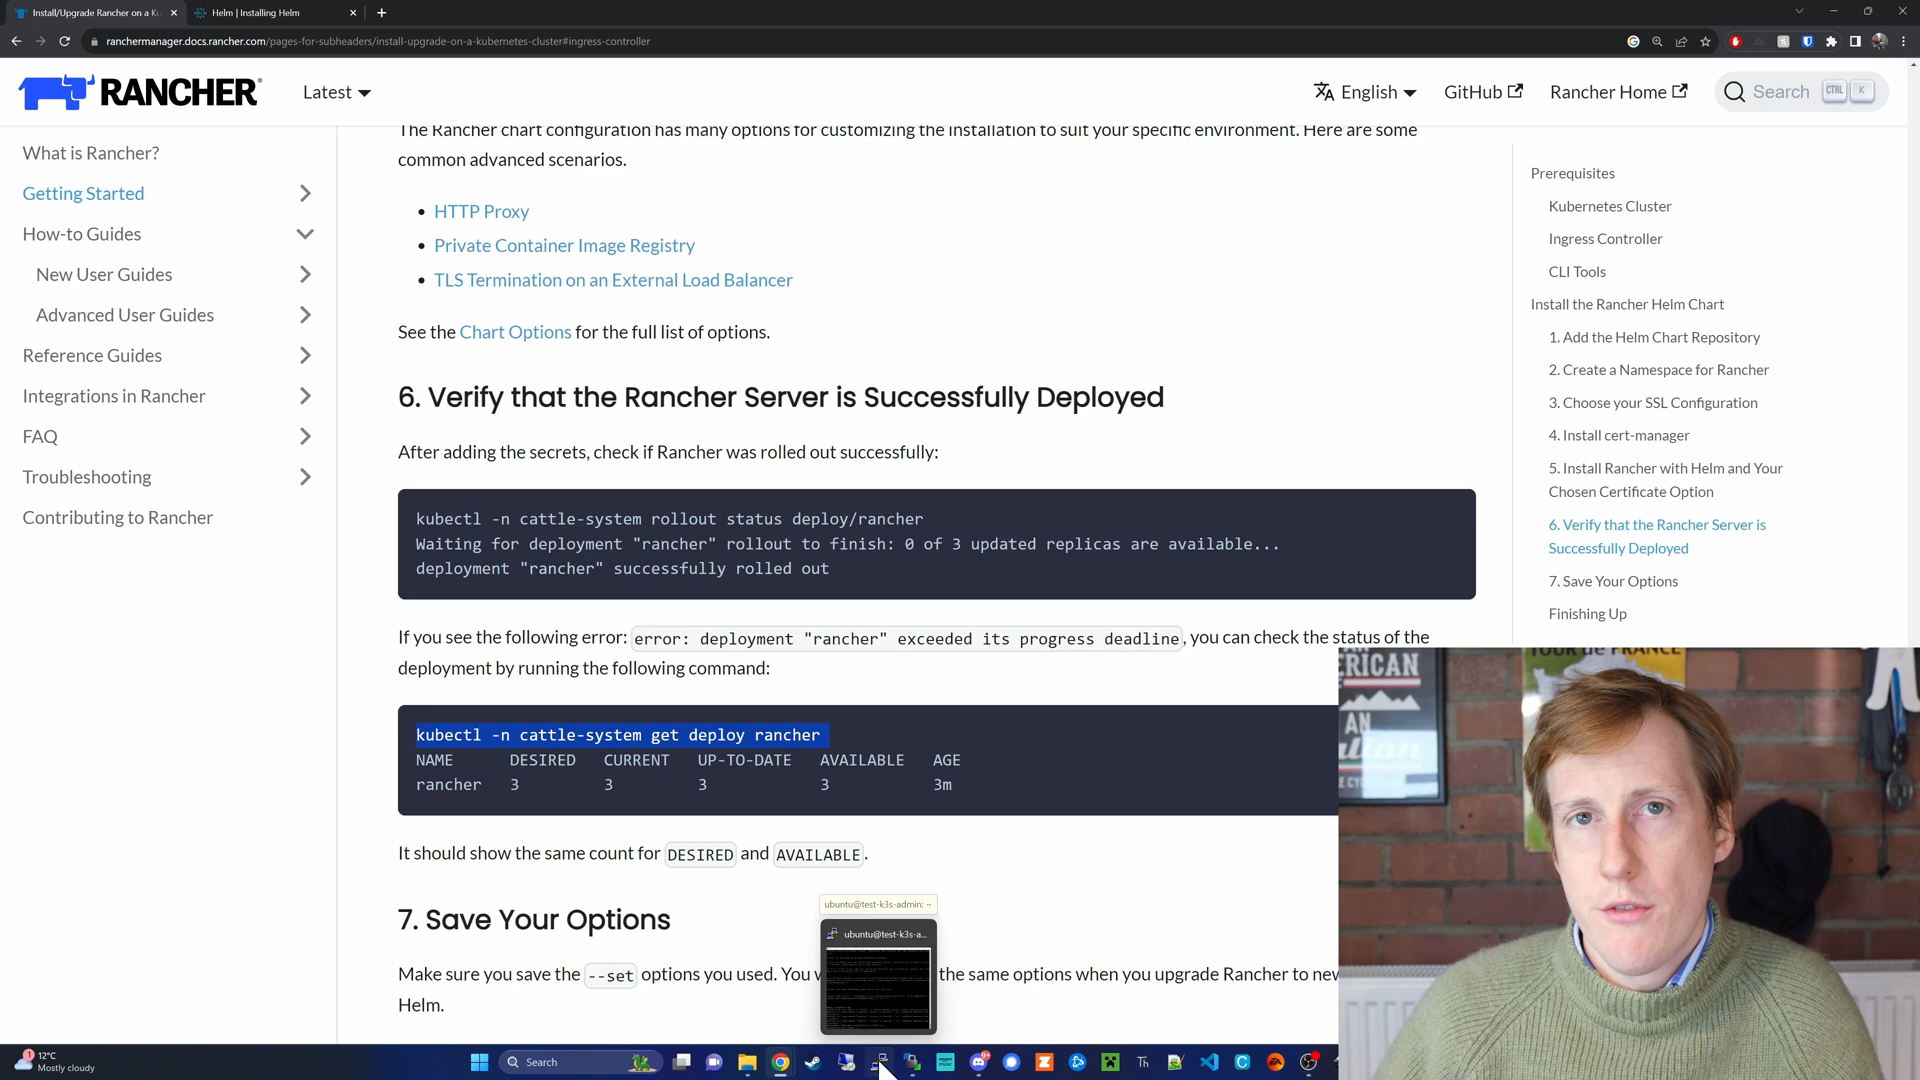 Install/Upgrade Rancher on a Ku
Helm | Installing Helm
ranchermanager.docs.rancher.com/pages-for-subheaders/install-upgrade-on-a-kubernetes-cluster#ingress-controller
RANCHER
Latest
English
GitHub
Rancher Home
Search
CTRL
K
What is Rancher?
Getting Started
How-to Guides
New User Guides
Advanced User Guides
Reference Guides
Integrations in Rancher
FAQ
Troubleshooting
Contributing to Rancher
The Rancher chart configuration has many options for customizing the installation to suit your specific environment. Here are some
common advanced scenarios.
HTTP Proxy
Private Container Image Registry
TLS Termination on an External Load Balancer
See the Chart Options for the full list of options.
6. Verify that the Rancher Server is Successfully Deployed
After adding the secrets, check if Rancher was rolled out successfully:
kubectl -n cattle-system rollout status deploy/rancher
Waiting for deployment "rancher" rollout to finish: 0 of 3 updated replicas are available...
deployment "rancher" successfully rolled out
If you see the following error: error: deployment "rancher" exceeded its progress deadline, you can check the status of the
deployment by running the following command:
kubectl -n cattle-system get deploy rancher
NAME DESIRED CURRENT UP-TO-DATE AVAILABLE AGE
rancher 3 3 3 3 3m
It should show the same count for DESIRED and AVAILABLE.
7. Save Your Options
Make sure you save the --set options you used. You w the same options when you upgrade Rancher to new
Helm.
Prerequisites
Kubernetes Cluster
Ingress Controller
CLI Tools
Install the Rancher Helm Chart
1. Add the Helm Chart Repository
2. Create a Namespace for Rancher
3. Choose your SSL Configuration
4. Install cert-manager
5. Install Rancher with Helm and Your
Chosen Certificate Option
6. Verify that the Rancher Server is
Successfully Deployed
7. Save Your Options
Finishing Up
TOUR de FRANCE
ERICAN
AN
ubuntu@test-k3s-admin: ~
ubuntu@test-k3s-a...
1
12°C
Mostly cloudy
Search